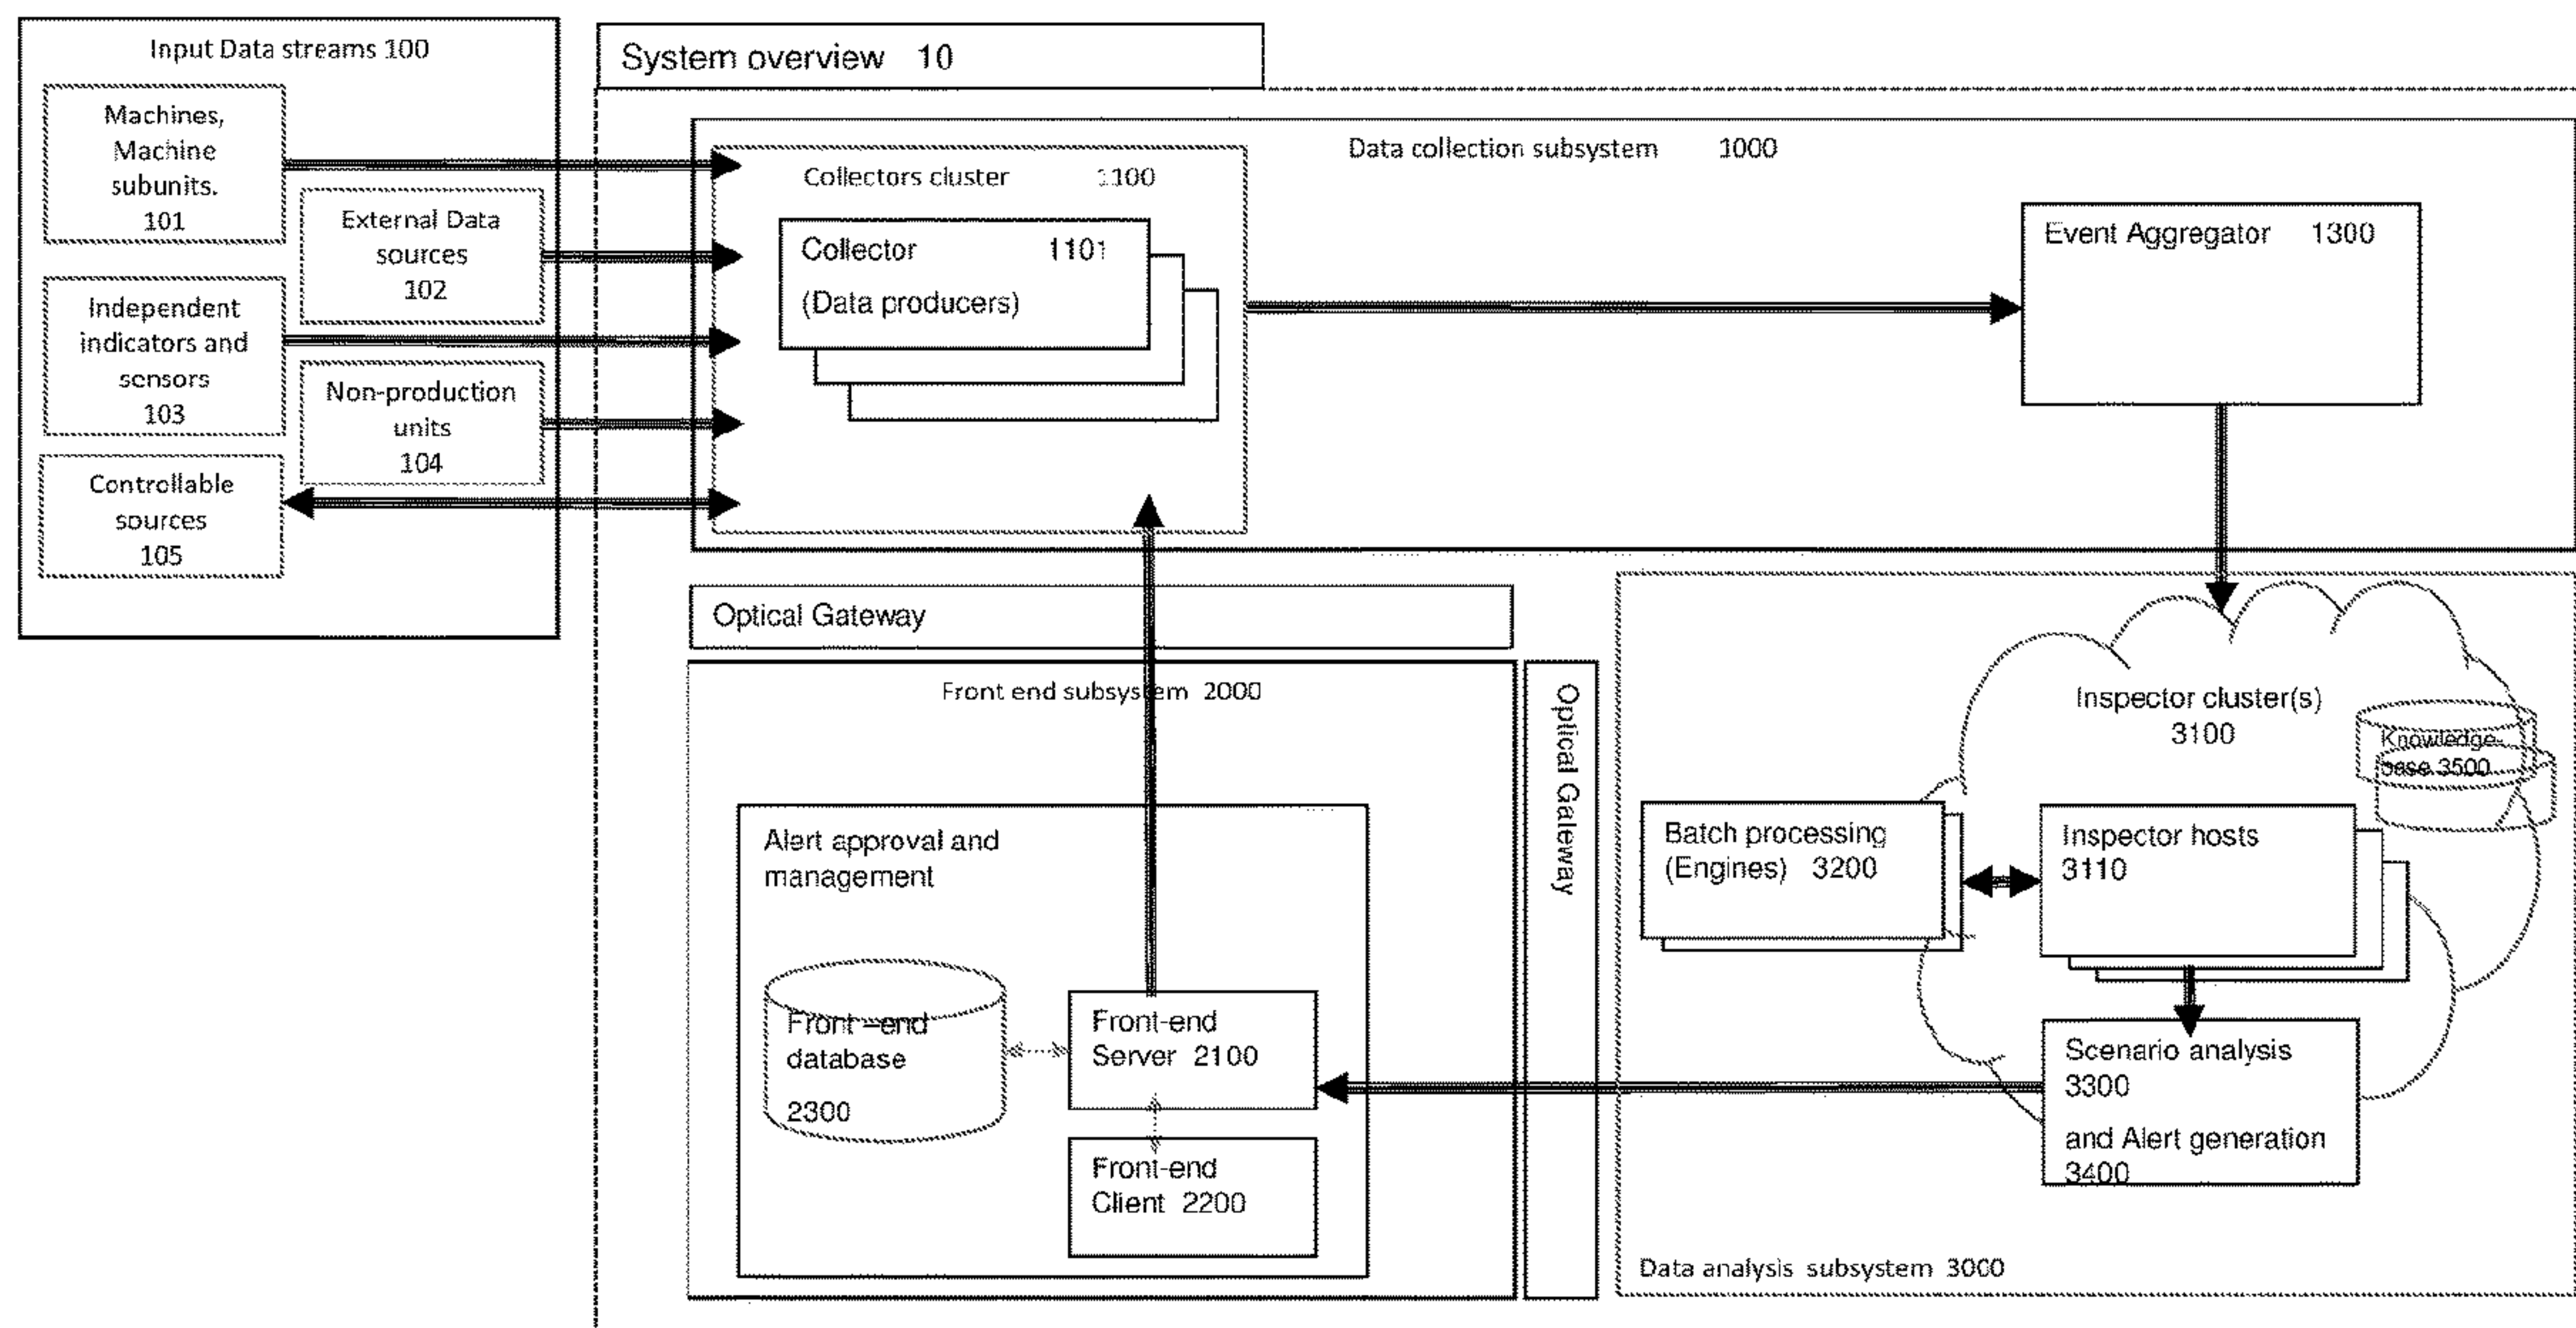 Input Data streams 100
Machines,
Machine
subunits.
101
External Data
sources
102
Independent
indicators and
sensors
103
Non-production
units
104
Controllable
sources
105
System overview 10
Data collection subsystem 1000
Collectors cluster 1100
Collector 1101
(Data producers)
Event Aggregator 1300
Optical Gateway
Front end subsystem 2000
Alert approval and
management
Front –end
database
2300
Front-end
Server 2100
Front-end
Client 2200
Optical Gateway
Inspector cluster(s)
3100
Knowledge-
base 3500
Batch processing
(Engines) 3200
Inspector hosts
3110
Scenario analysis
3300
and Alert generation
3400
Data analysis subsystem 3000